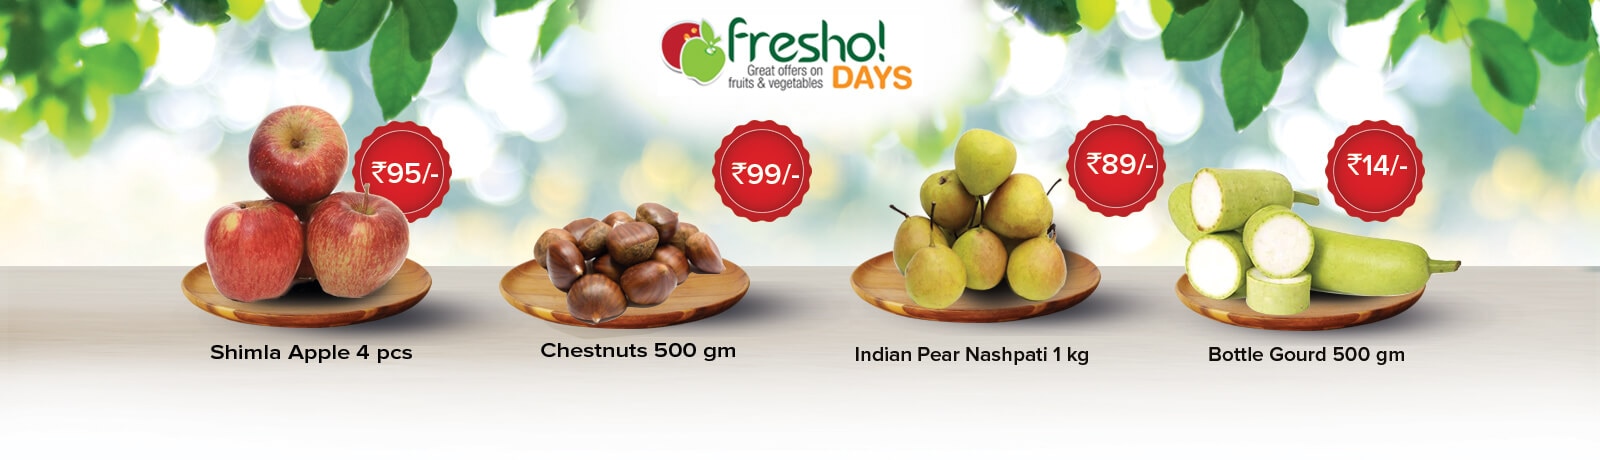 fresho!
Great offers on
fruits & vegetables
DAYS
₹95/-
₹99/-
₹89/-
₹14/-
Shimla Apple 4 pcs
Chestnuts 500 gm
Indian Pear Nashpati 1 kg
Bottle Gourd 500 gm